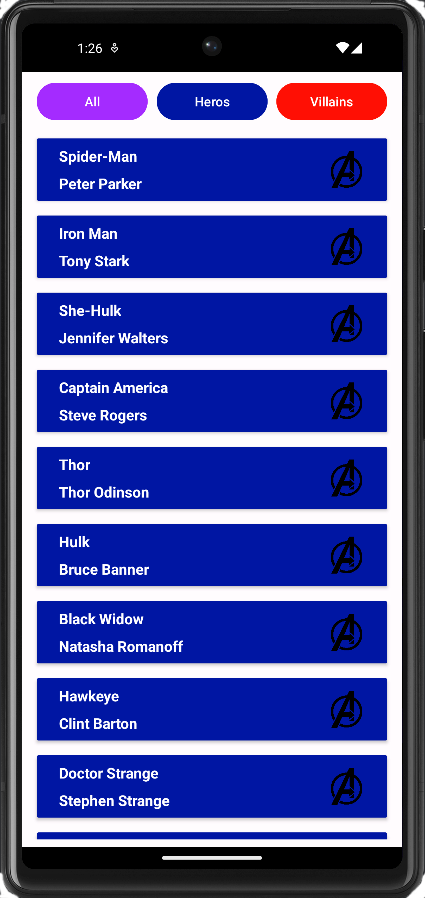 1:26
All
Heros
Villains
Spider-Man
Peter Parker
Iron Man
Tony Stark
She-Hulk
Jennifer Walters
Captain America
Steve Rogers
Thor
Thor Odinson
Hulk
Bruce Banner
Black Widow
Natasha Romanoff
Hawkeye
Clint Barton
Doctor Strange
Stephen Strange